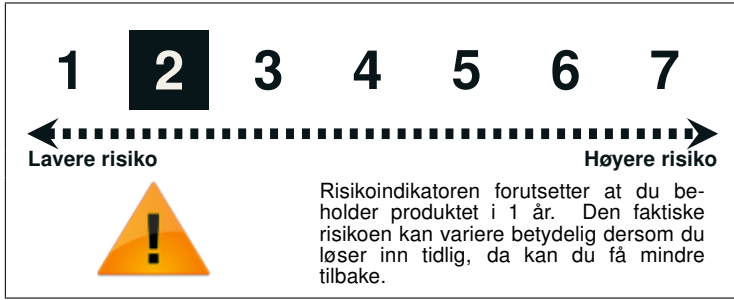 1 2 3 4 5 6 7
Lavere risiko Høyere risiko
Risikoindikatoren forutsetter at du be-
holder produktet i 1 år. Den faktiske
risikoen kan variere betydelig dersom du
løser inn tidlig, da kan du få mindre
tilbake.